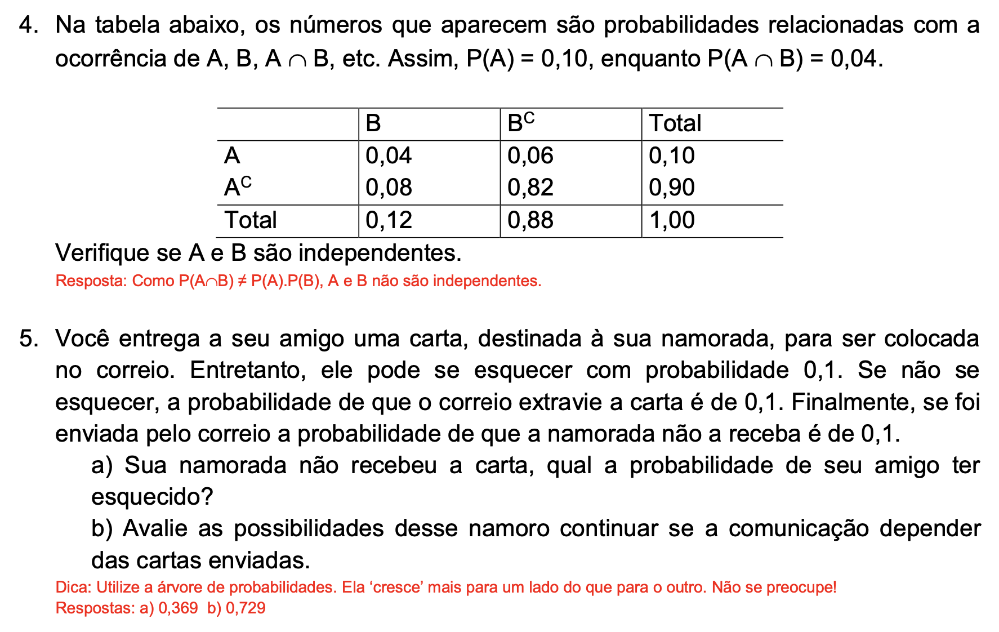 4. Na tabela abaixo, os números que aparecem são probabilidades relacionadas com a
ocorrência de A, B, A ∩ B, etc. Assim, P(A) = 0,10, enquanto P(A ∩ B) = 0,04.
B B^C Total
A 0,04 0,06 0,10
A^C 0,08 0,82 0,90
Total 0,12 0,88 1,00
Verifique se A e B são independentes.
Resposta: Como P(A∩B) ≠ P(A).P(B), A e B não são independentes.
5. Você entrega a seu amigo uma carta, destinada à sua namorada, para ser colocada
no correio. Entretanto, ele pode se esquecer com probabilidade 0,1. Se não se
esquecer, a probabilidade de que o correio extravie a carta é de 0,1. Finalmente, se foi
enviada pelo correio a probabilidade de que a namorada não a receba é de 0,1.
a) Sua namorada não recebeu a carta, qual a probabilidade de seu amigo ter
esquecido?
b) Avalie as possibilidades desse namoro continuar se a comunicação depender
das cartas enviadas.
Dica: Utilize a árvore de probabilidades. Ela ‘cresce’ mais para um lado do que para o outro. Não se preocupe!
Respostas: a) 0,369 b) 0,729